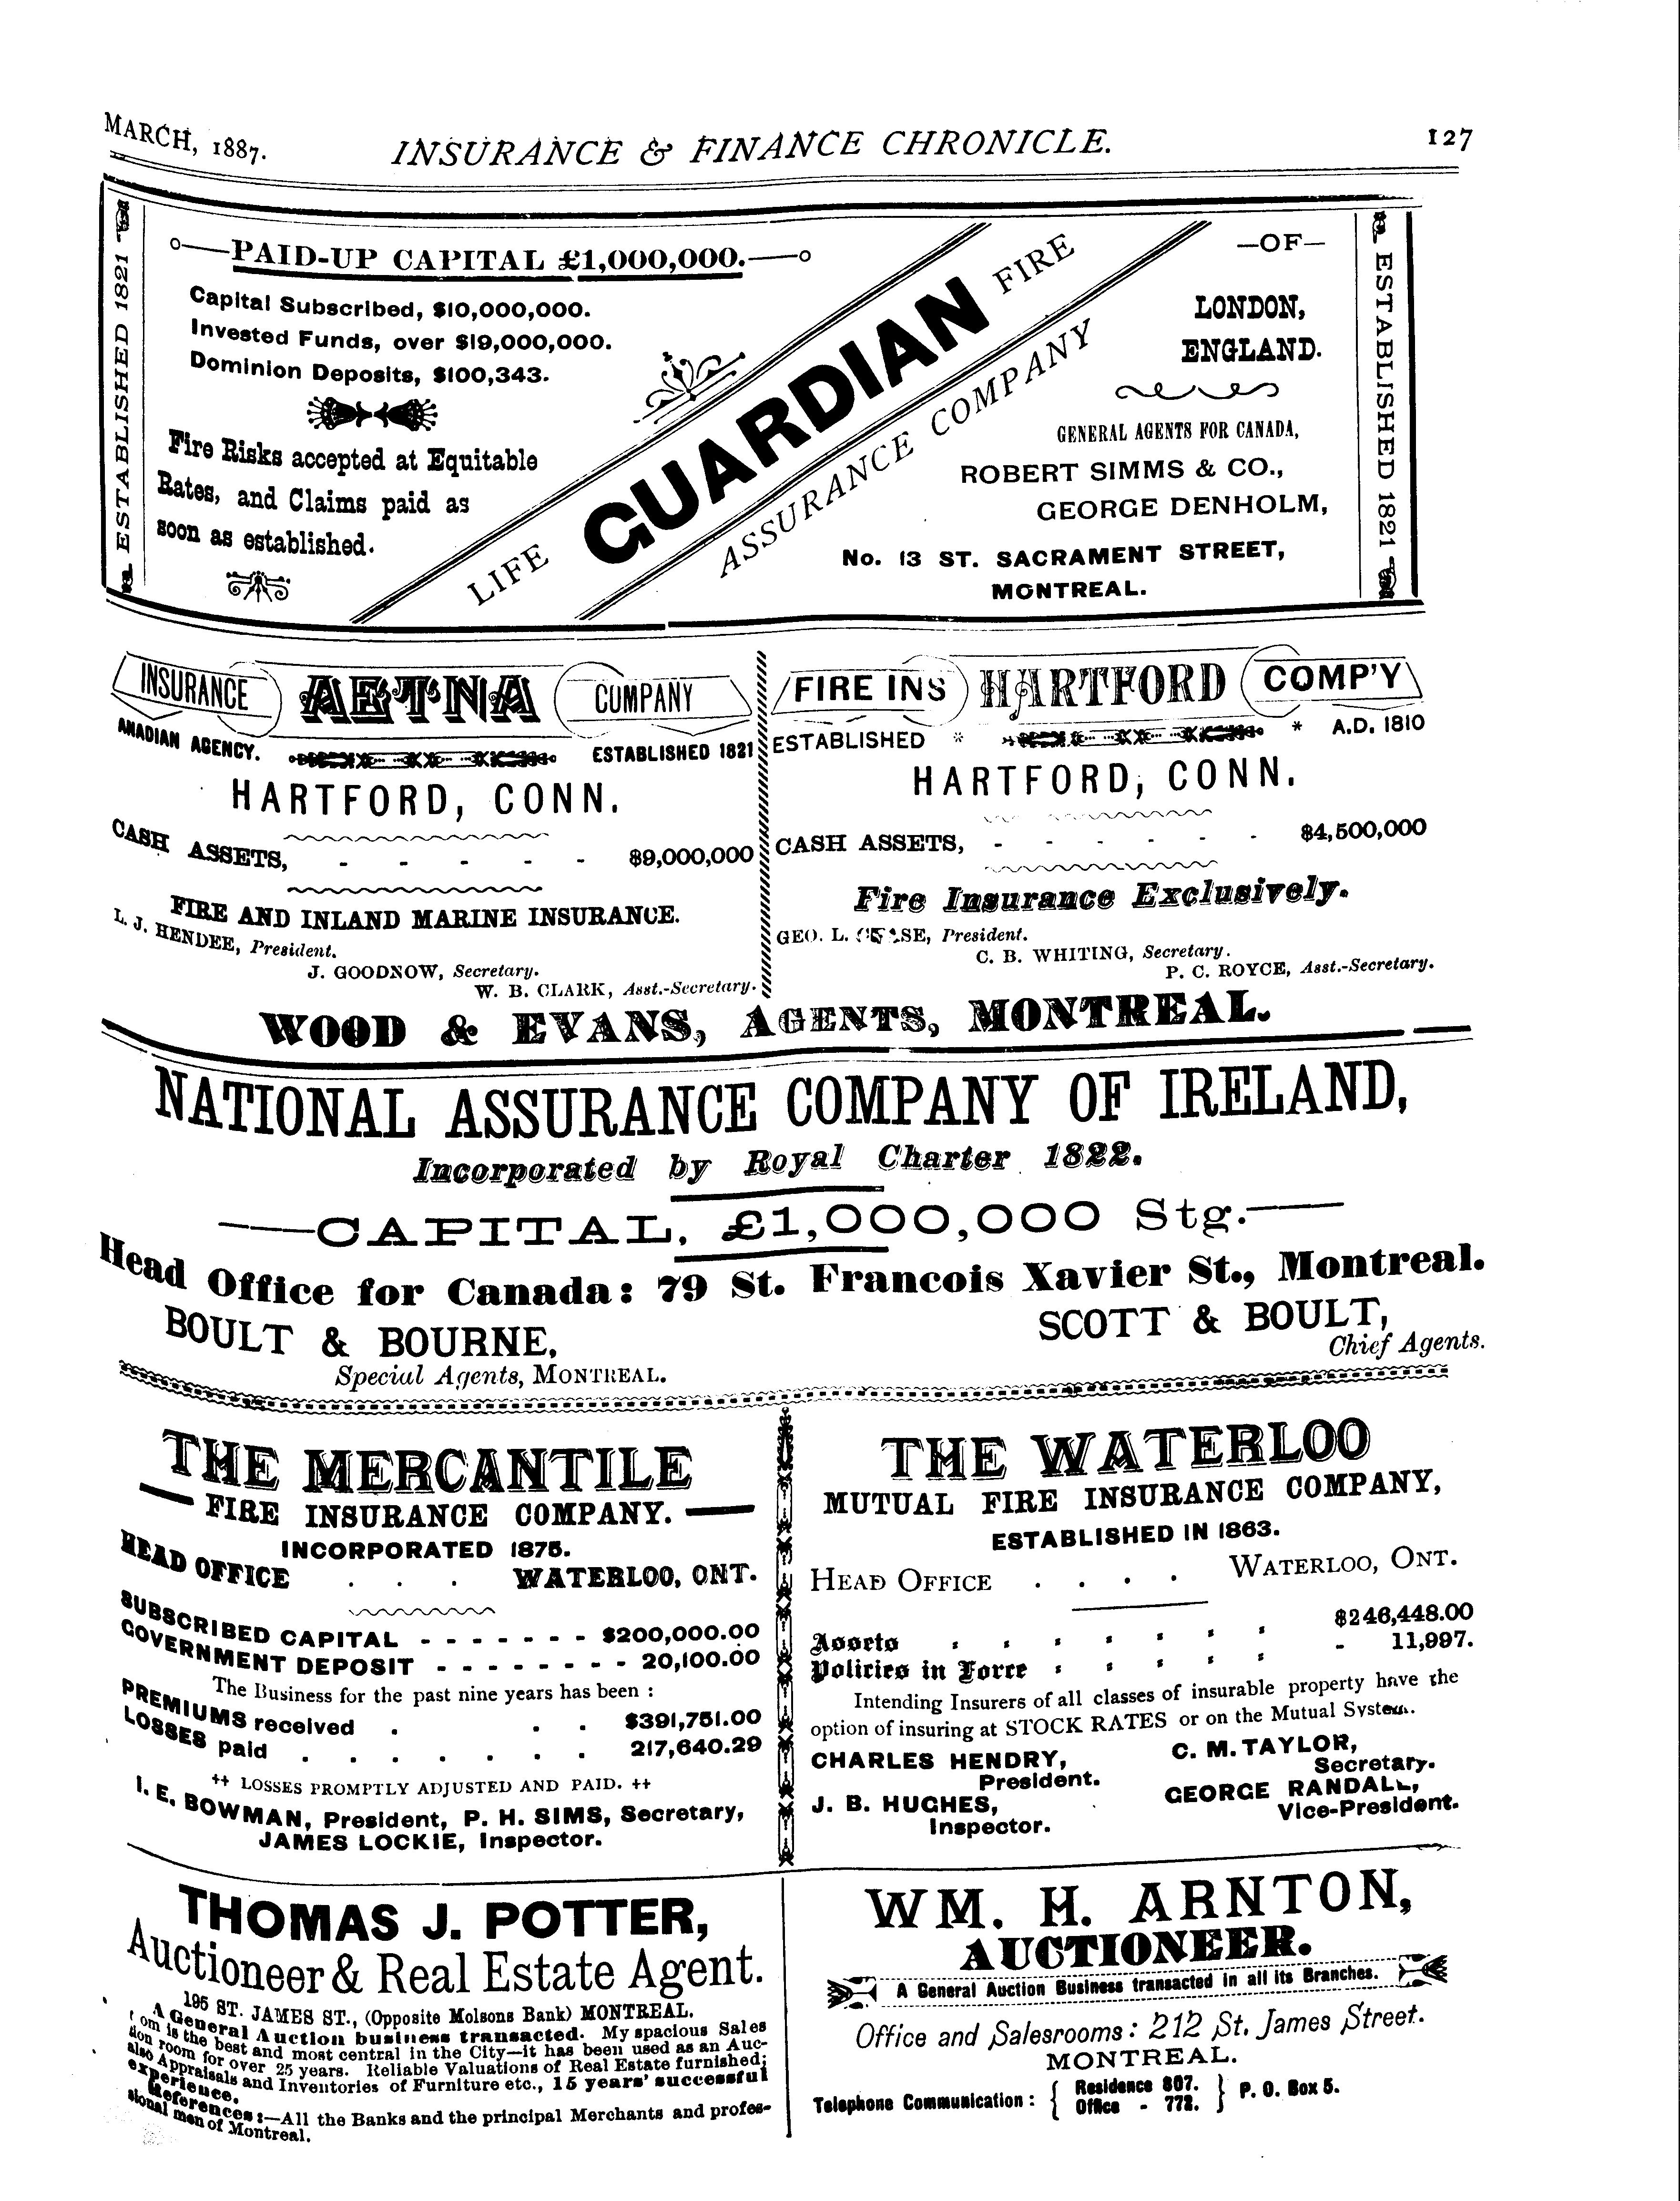 MARCH, 1887.
INSURANCE & FINANCE CHRONICLE.
127
ESTABLISHED 1821
PAID-UP CAPITAL £1,000,000.
Capital Subscribed, $10,000,000.
Invested Funds, over $19,000,000.
Dominion Deposits, $100,343.
Fire Risks accepted at Equitable
Rates, and Claims paid as
soon as established.
LIFE GUARDIAN FIRE
ASSURANCE COMPANY
—OF—
LONDON,
ENGLAND.
GENERAL AGENTS FOR CANADA,
ROBERT SIMMS & CO.,
GEORGE DENHOLM,
No. 13 ST. SACRAMENT STREET,
MONTREAL.
ESTABLISHED 1821
INSURANCE AETNA COMPANY
ANADIAN AGENCY. ESTABLISHED 1821
HARTFORD, CONN.
CASH ASSETS, - - - - - $9,000,000
FIRE AND INLAND MARINE INSURANCE.
L. J. HENDEE, President.
J. GOODNOW, Secretary.
W. B. CLARK, Asst.-Secretary.
FIRE INS HARTFORD COMP'Y
ESTABLISHED * * A.D. 1810
HARTFORD, CONN.
CASH ASSETS, - - - - - - $4,500,000
Fire Insurance Exclusively.
GEO. L. President.
C. B. WHITING, Secretary.
P. C. ROYCE, Asst.-Secretary.
WOOD & EVANS, AGENTS, MONTREAL.
NATIONAL ASSURANCE COMPANY OF IRELAND,
Incorporated by Royal Charter 1822.
CAPITAL, £1,000,000 Stg.
Head Office for Canada: 79 St. Francois Xavier St., Montreal.
BOULT & BOURNE,
Special Agents, MONTREAL.
SCOTT & BOULT,
Chief Agents.
THE MERCANTILE
FIRE INSURANCE COMPANY.
INCORPORATED 1875.
HEAD OFFICE . . . WATERLOO, ONT.
SUBSCRIBED CAPITAL - - - - - - - $200,000.00
GOVERNMENT DEPOSIT - - - - - - - - 20,100.00
The Business for the past nine years has been :
PREMIUMS received . . . $391,751.00
LOSSES paid . . . . . . . 217,640.29
++ LOSSES PROMPTLY ADJUSTED AND PAID. ++
I. E. BOWMAN, President, P. H. SIMS, Secretary,
JAMES LOCKIE, Inspector.
THE WATERLOO
MUTUAL FIRE INSURANCE COMPANY,
ESTABLISHED IN 1863.
HEAD OFFICE . . . . WATERLOO, ONT.
Assets $246,448.00
Policies in Force - 11,997.
Intending Insurers of all classes of insurable property have the
option of insuring at STOCK RATES or on the Mutual System.
CHARLES HENDRY,
President.
C. M. TAYLOR,
Secretary.
J. B. HUGHES,
Inspector.
GEORGE RANDALL,
Vice-President.
THOMAS J. POTTER,
Auctioneer & Real Estate Agent.
195 ST. JAMES ST., (Opposite Molsons Bank) MONTREAL.
A General Auction business transacted. My spacious Sales
om is the best and most central in the City—it has been used as an Auc-
tion room for over 25 years. Reliable Valuations of Real Estate furnished;
also Appraisals and Inventories of Furniture etc., 15 years' successful
experience.
References:—All the Banks and the principal Merchants and profes-
sional men of Montreal.
WM. H. ARNTON,
AUCTIONEER.
A General Auction Business transacted in all its Branches.
Office and Salesrooms: 212 St. James Street.
MONTREAL.
Telephone Communication: { Residence 807. } P. O. Box 5.
Office - 772.